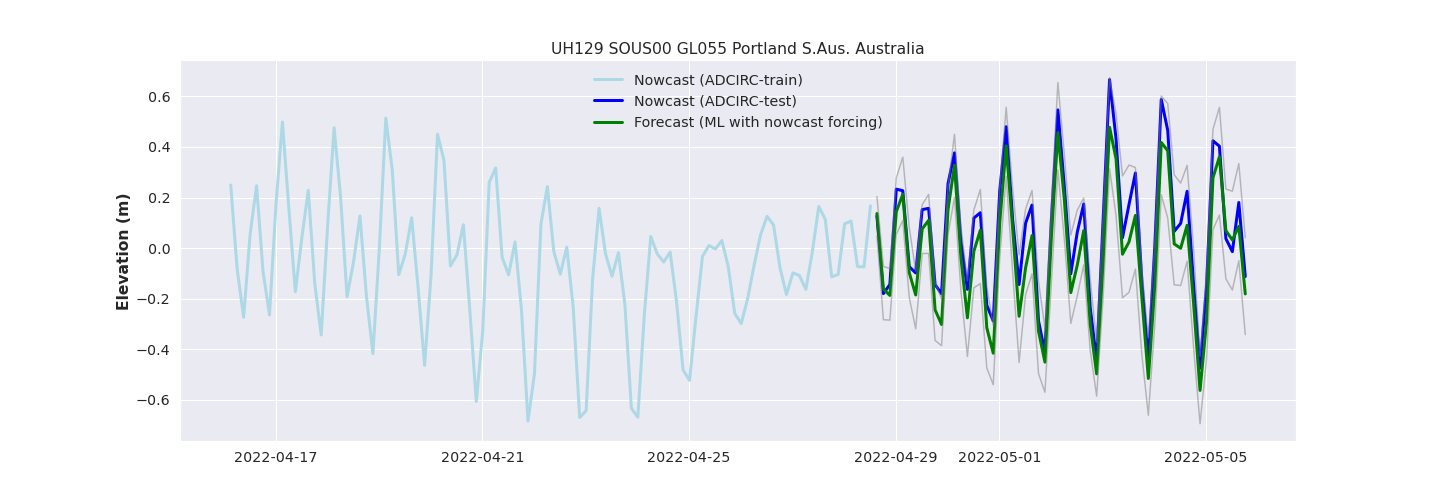 UH129 SOUS00 GL055 Portland S.Aus. Australia
Nowcast (ADCIRC-train)
Nowcast (ADCIRC-test)
Forecast (ML with nowcast forcing)
Elevation (m)
0.6
0.4
0.2
0.0
−0.2
−0.4
−0.6
2022-04-17 2022-04-21 2022-04-25 2022-04-29 2022-05-01 2022-05-05